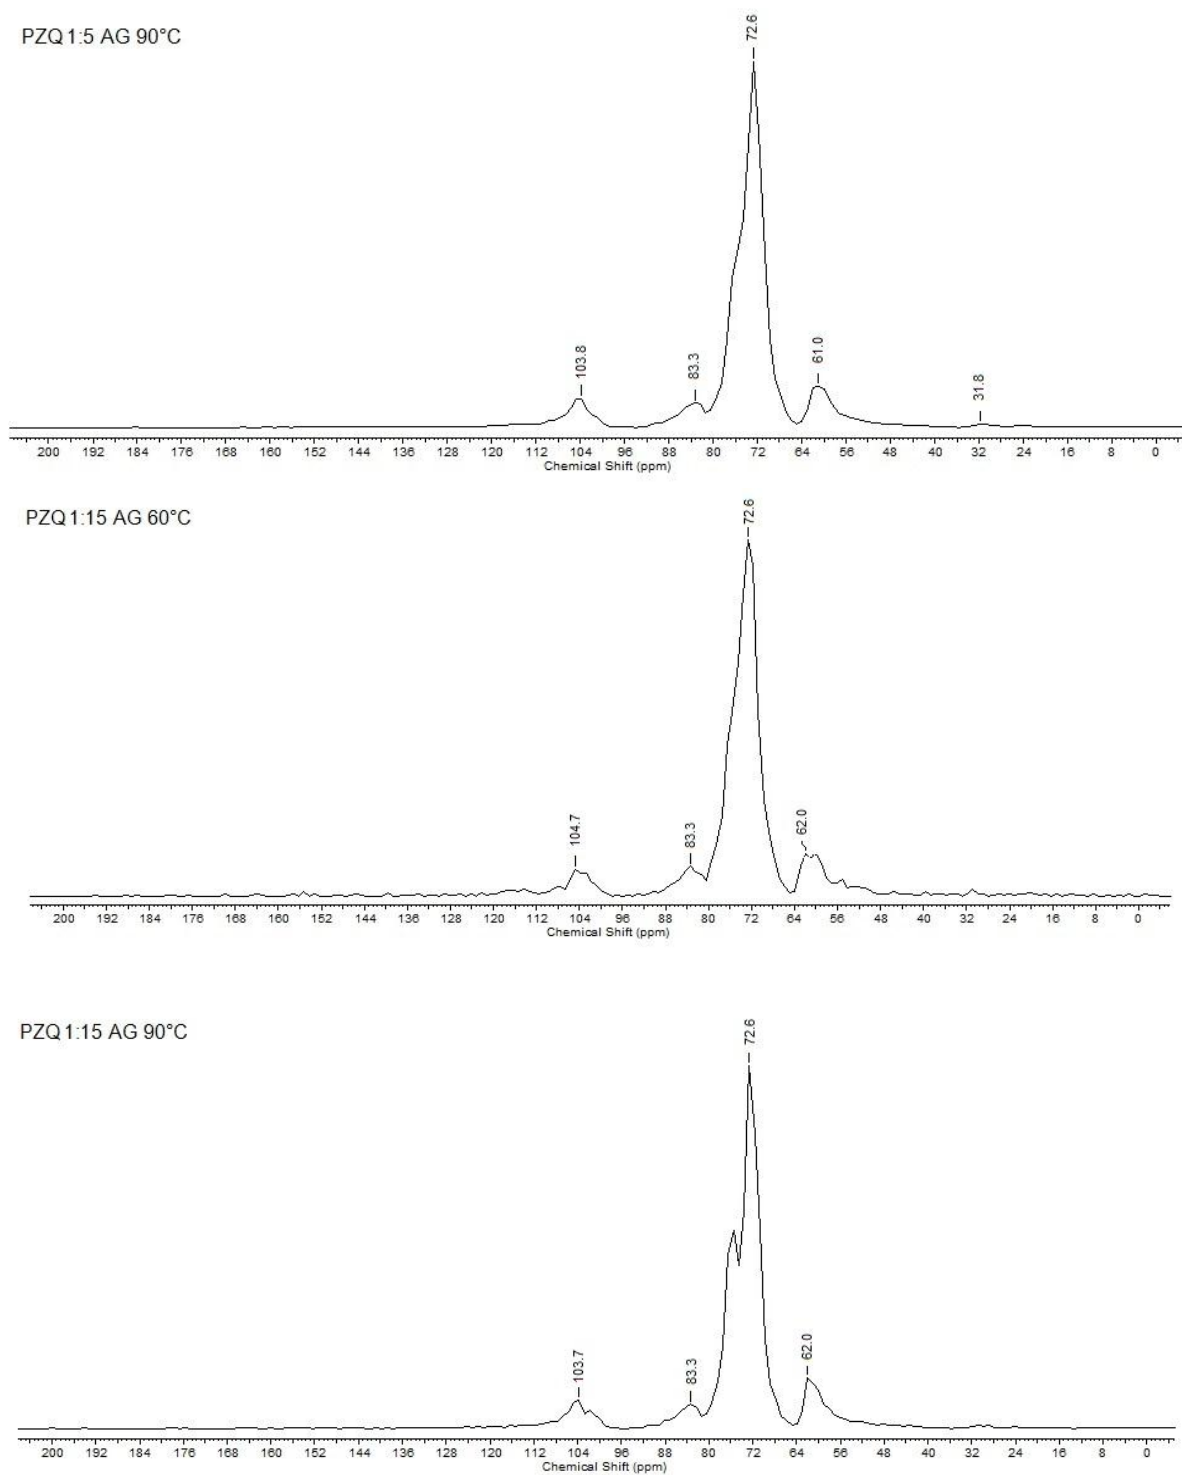 PZQ 1:5 AG 90°C
72.6
103.8
83.3
61.0
31.8
200 192 184 176 168 160 152 144 136 128 120 112 104 96 88 80 72 64 56 48 40 32 24 16 8 0
Chemical Shift (ppm)
PZQ 1:15 AG 60°C
72.6
104.7
83.3
62.0
200 192 184 176 168 160 152 144 136 128 120 112 104 96 88 80 72 64 56 48 40 32 24 16 8 0
Chemical Shift (ppm)
PZQ 1:15 AG 90°C
72.6
103.7
83.3
62.0
200 192 184 176 168 160 152 144 136 128 120 112 104 96 88 80 72 64 56 48 40 32 24 16 8 0
Chemical Shift (ppm)